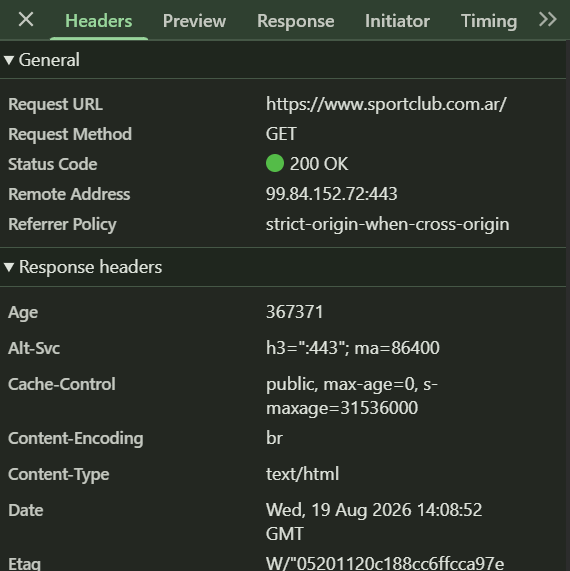 Headers Preview Response Initiator Timing
General
Request URL https://www.sportclub.com.ar/
Request Method GET
Status Code 200 OK
Remote Address 99.84.152.72:443
Referrer Policy strict-origin-when-cross-origin
Response headers
Age 367371
Alt-Svc h3=":443"; ma=86400
Cache-Control public, max-age=0, s-
maxage=31536000
Content-Encoding br
Content-Type text/html
Date Wed, 19 Aug 2026 14:08:52
GMT
Etag W/"05201120c188cc6ffcca97e